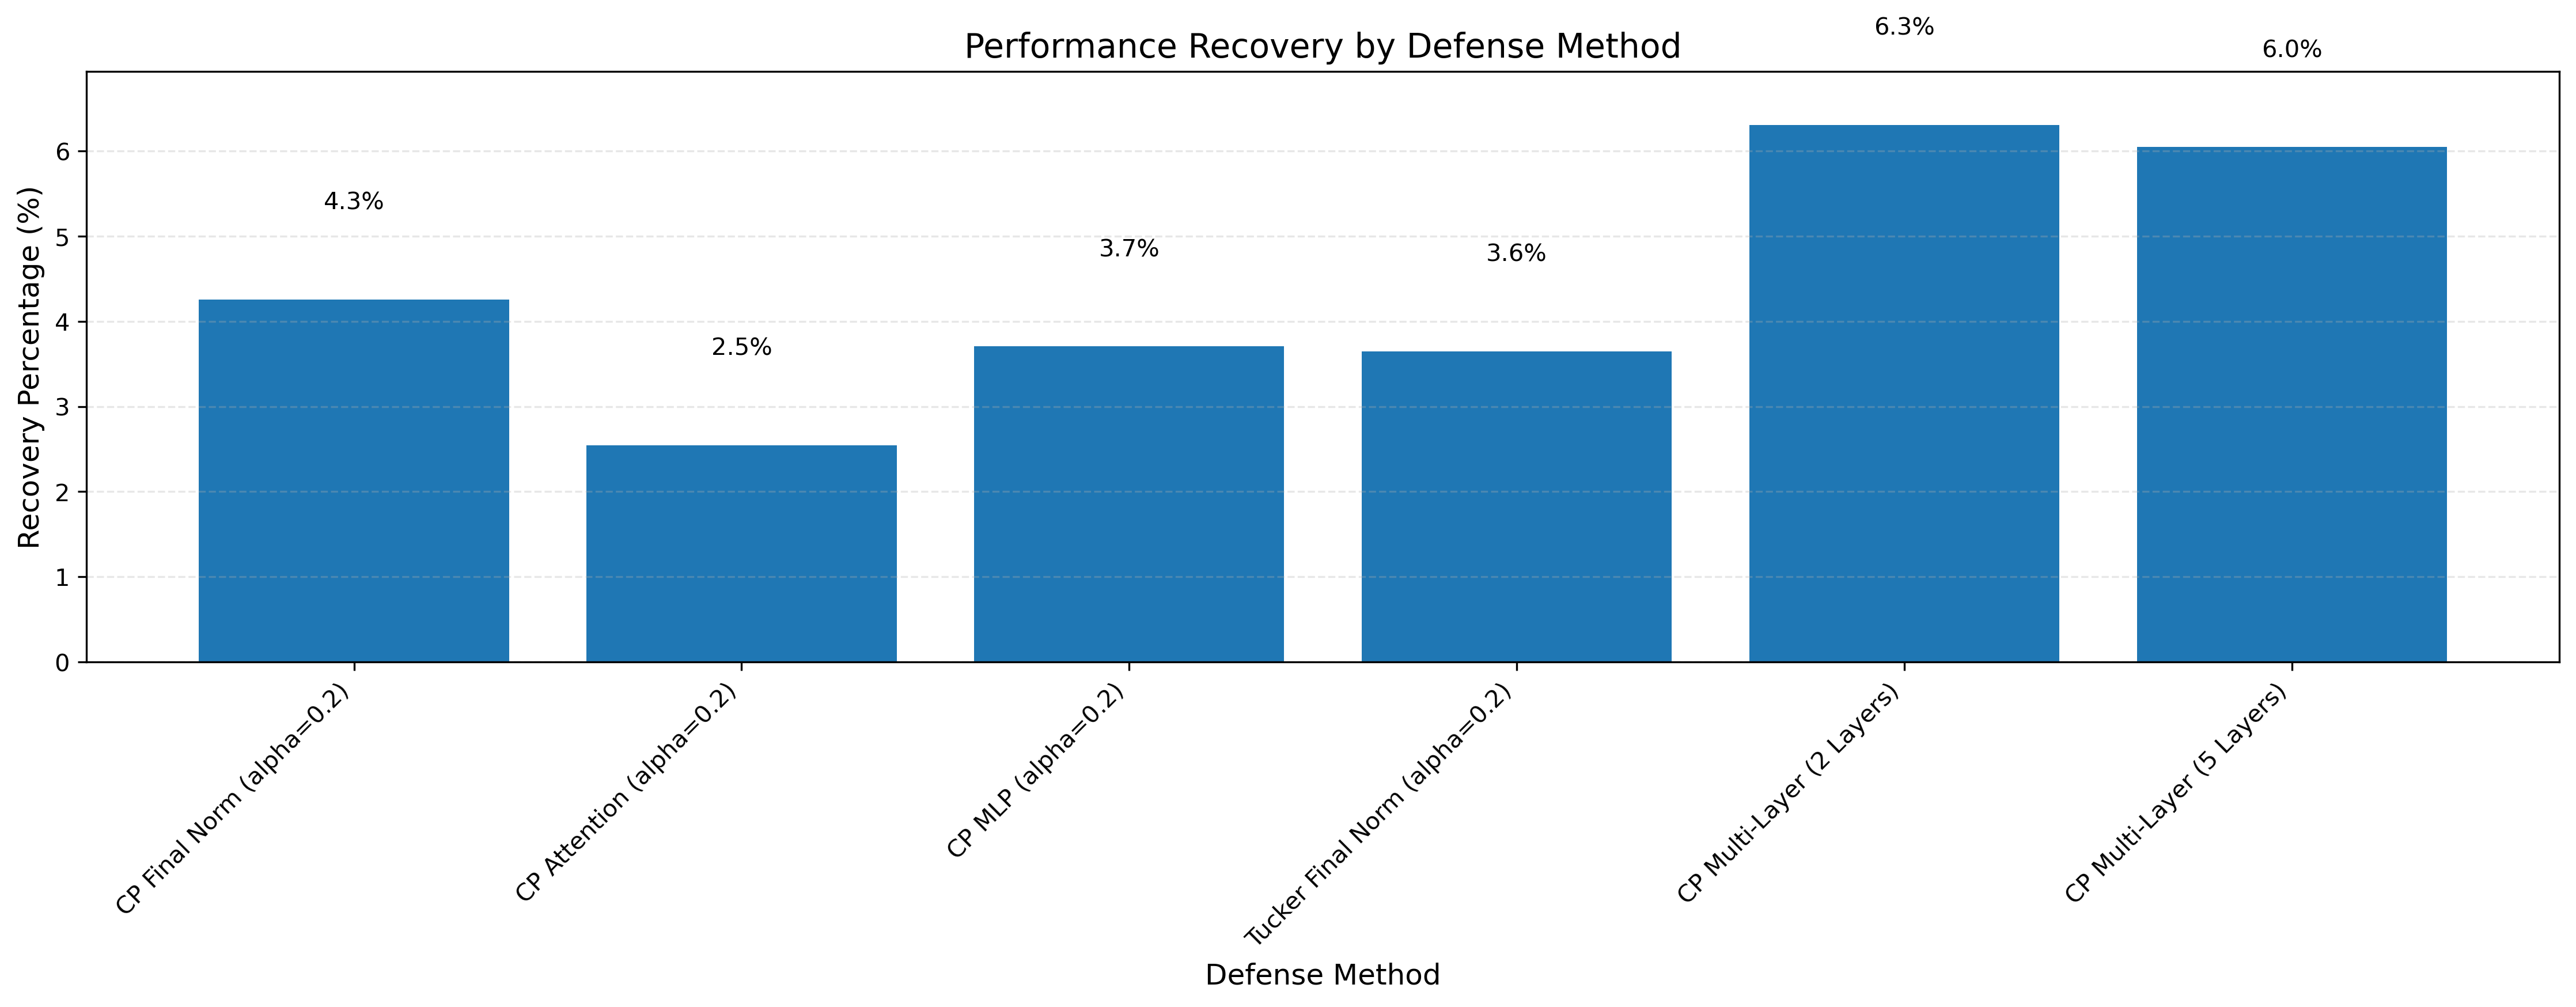 Performance Recovery by Defense Method
6.3%
6.0%
4.3%
2.5%
3.7%
3.6%
Recovery Percentage (%)
6
5
4
3
2
1
0
CP Final Norm (alpha=0.2)
CP Attention (alpha=0.2)
CP MLP (alpha=0.2)
Tucker Final Norm (alpha=0.2)
CP Multi-Layer (2 Layers)
CP Multi-Layer (5 Layers)
Defense Method